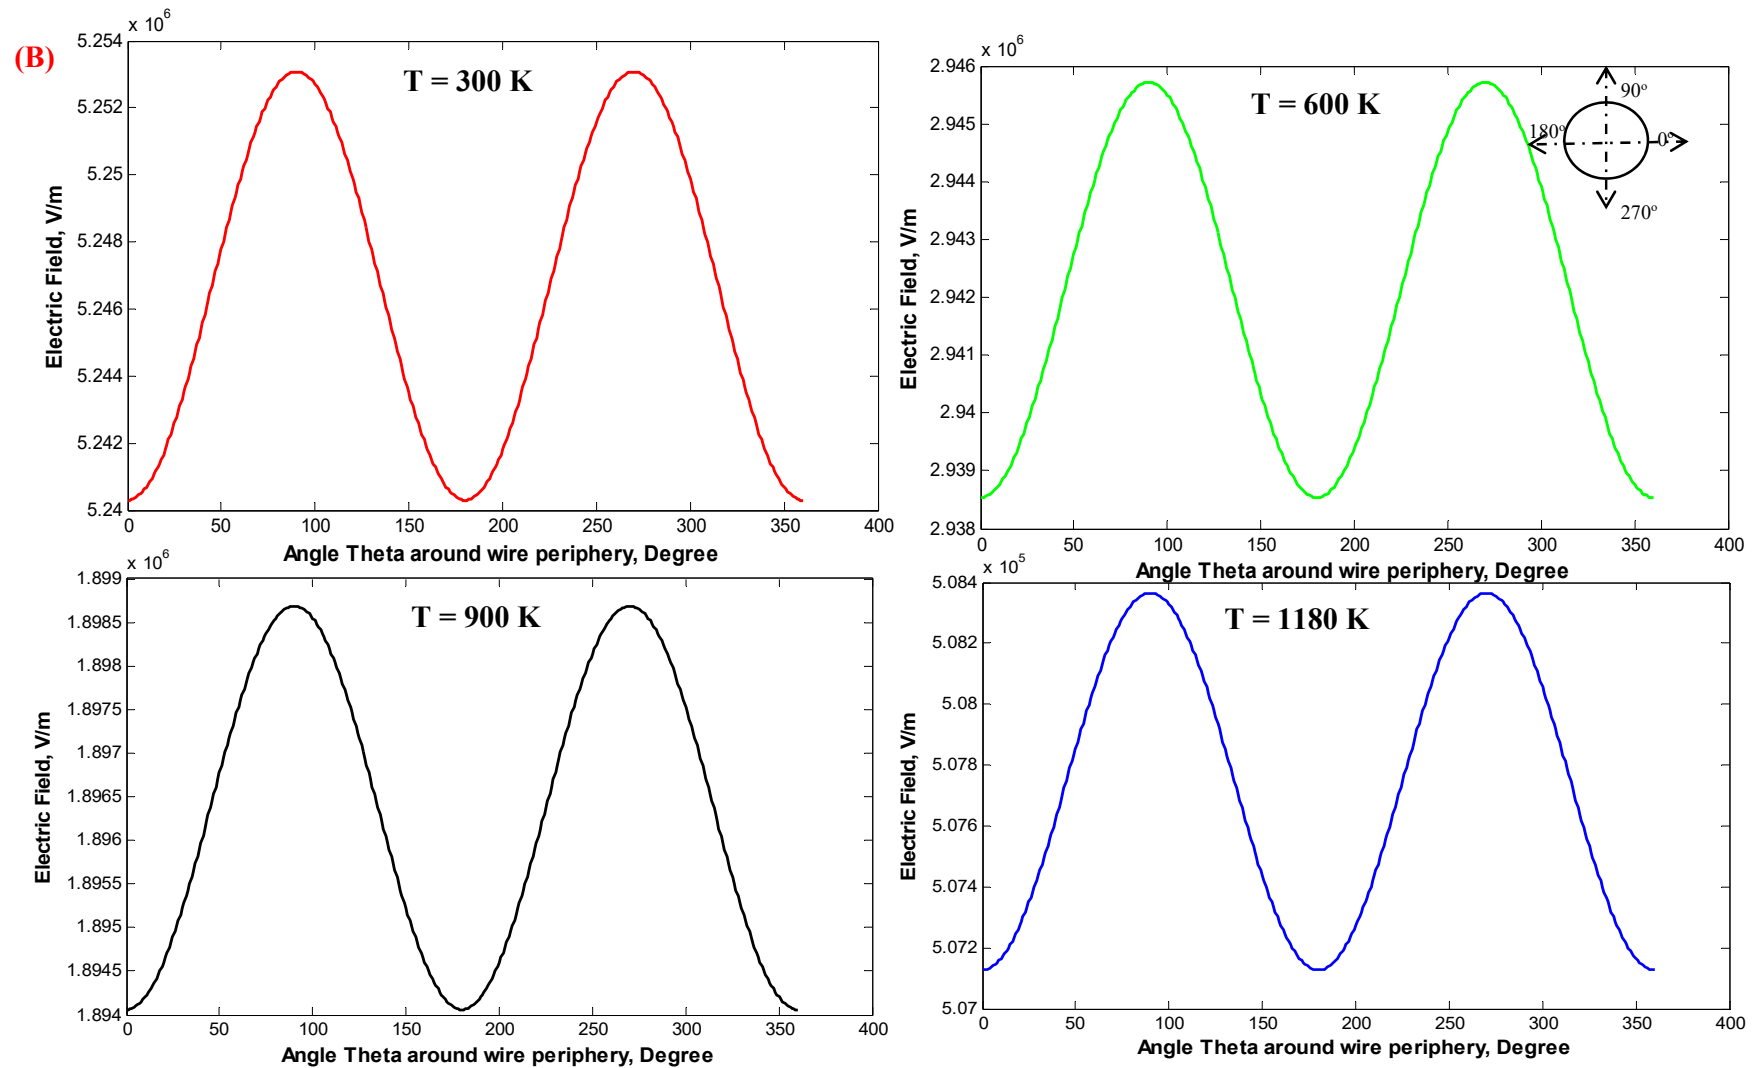 (B)
x 10^6
5.254
5.252
5.25
5.248
5.246
5.244
5.242
5.24
0 50 100 150 200 250 300 350 400
Electric Field, V/m
Angle Theta around wire periphery, Degree
T = 300 K
x 10^6
2.946
2.945
2.944
2.943
2.942
2.941
2.94
2.939
2.938
0 50 100 150 200 250 300 350 400
Electric Field, V/m
Angle Theta around wire periphery, Degree
T = 600 K
90º
180º
0º
270º
x 10^6
1.899
1.8985
1.898
1.8975
1.897
1.8965
1.896
1.8955
1.895
1.8945
1.894
0 50 100 150 200 250 300 350 400
Electric Field, V/m
Angle Theta around wire periphery, Degree
T = 900 K
x 10^5
5.084
5.082
5.08
5.078
5.076
5.074
5.072
5.07
0 50 100 150 200 250 300 350 400
Electric Field, V/m
Angle Theta around wire periphery, Degree
T = 1180 K